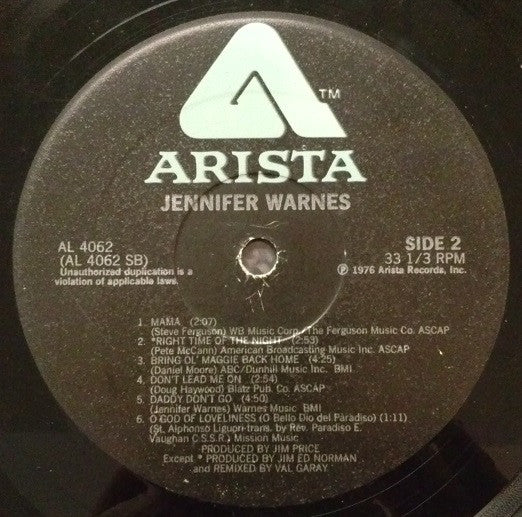 TM
ARISTA
JENNIFER WARNES
AL 4062
(AL 4062 SB)
Unauthorized duplication is a
violation of applicable laws.
SIDE 2
33 1/3 RPM
℗ 1976 Arista Records, Inc.
1. MAMA (2:07)
(Steve Ferguson) WB Music Corp./The Ferguson Music Co. ASCAP
2. *RIGHT TIME OF THE NIGHT (2:53)
(Pete McCann) American Broadcasting Music Inc. ASCAP
3. BRING OL' MAGGIE BACK HOME (4:25)
(Daniel Moore) ABC/Dunhill Music Inc. BMI
4. DON'T LEAD ME ON (2:54)
(Doug Haywood) Blatz Pub. Co. ASCAP
5. DADDY DON'T GO (4:50)
(Jennifer Warnes) Warnes Music BMI
6. O GOD OF LOVELINESS (O Bello Dio del Paradiso) (1:11)
(St. Alphonso Liguori-trans. by Rev. Paradiso E.
Vaughan C.S.S.R.) Mission Music
PRODUCED BY JIM PRICE
Except * PRODUCED BY JIM ED NORMAN
and REMIXED BY VAL GARAY